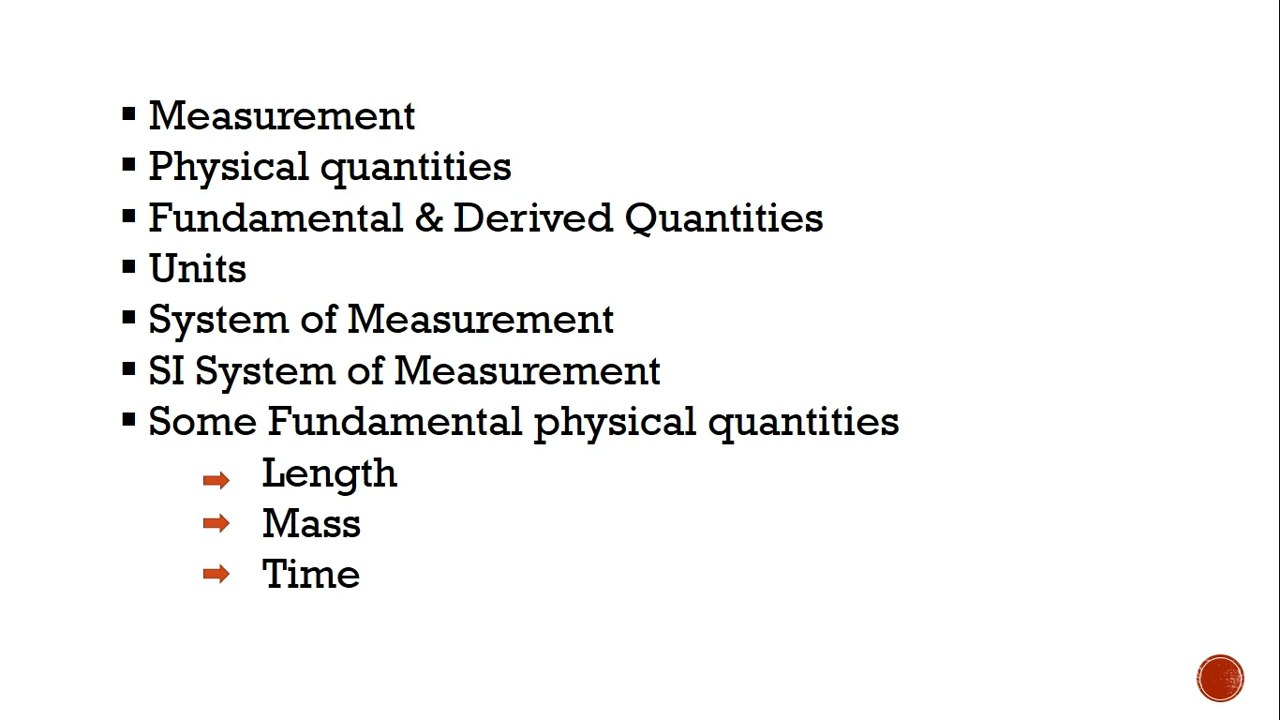 ▪ Measurement
▪ Physical quantities
▪ Fundamental & Derived Quantities
▪ Units
▪ System of Measurement
▪ SI System of Measurement
▪ Some Fundamental physical quantities
Length
Mass
Time